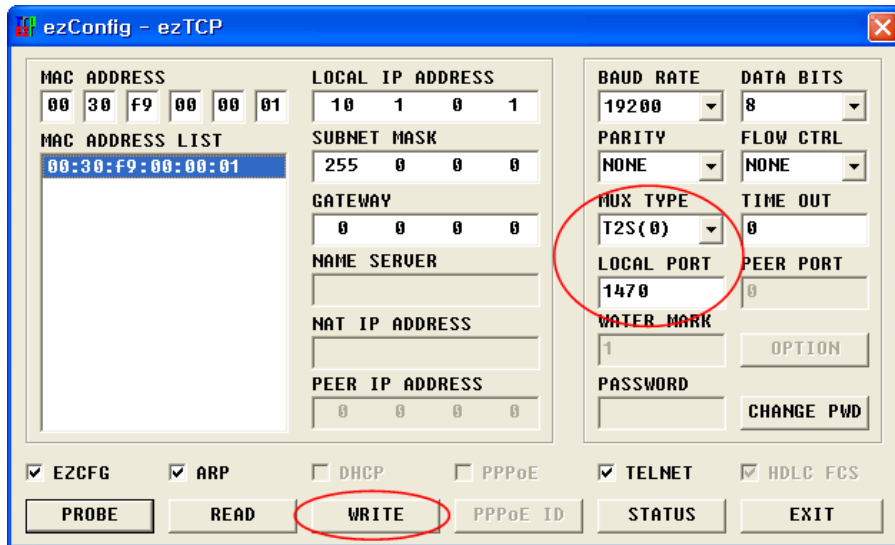 ezConfig - ezTCP
MAC ADDRESS
00 30 f9 00 00 01
MAC ADDRESS LIST
00:30:f9:00:00:01
LOCAL IP ADDRESS
10 1 0 1
SUBNET MASK
255 0 0 0
GATEWAY
0 0 0 0
NAME SERVER
NAT IP ADDRESS
PEER IP ADDRESS
0 0 0 0
BAUD RATE DATA BITS
19200 8
PARITY FLOW CTRL
NONE NONE
MUX TYPE TIME OUT
T2S(0) 0
LOCAL PORT PEER PORT
1470 0
WATER MARK
1 OPTION
PASSWORD
CHANGE PWD
EZCFG ARP DHCP PPPoE TELNET HDLC FCS
PROBE READ WRITE PPPoE ID STATUS EXIT